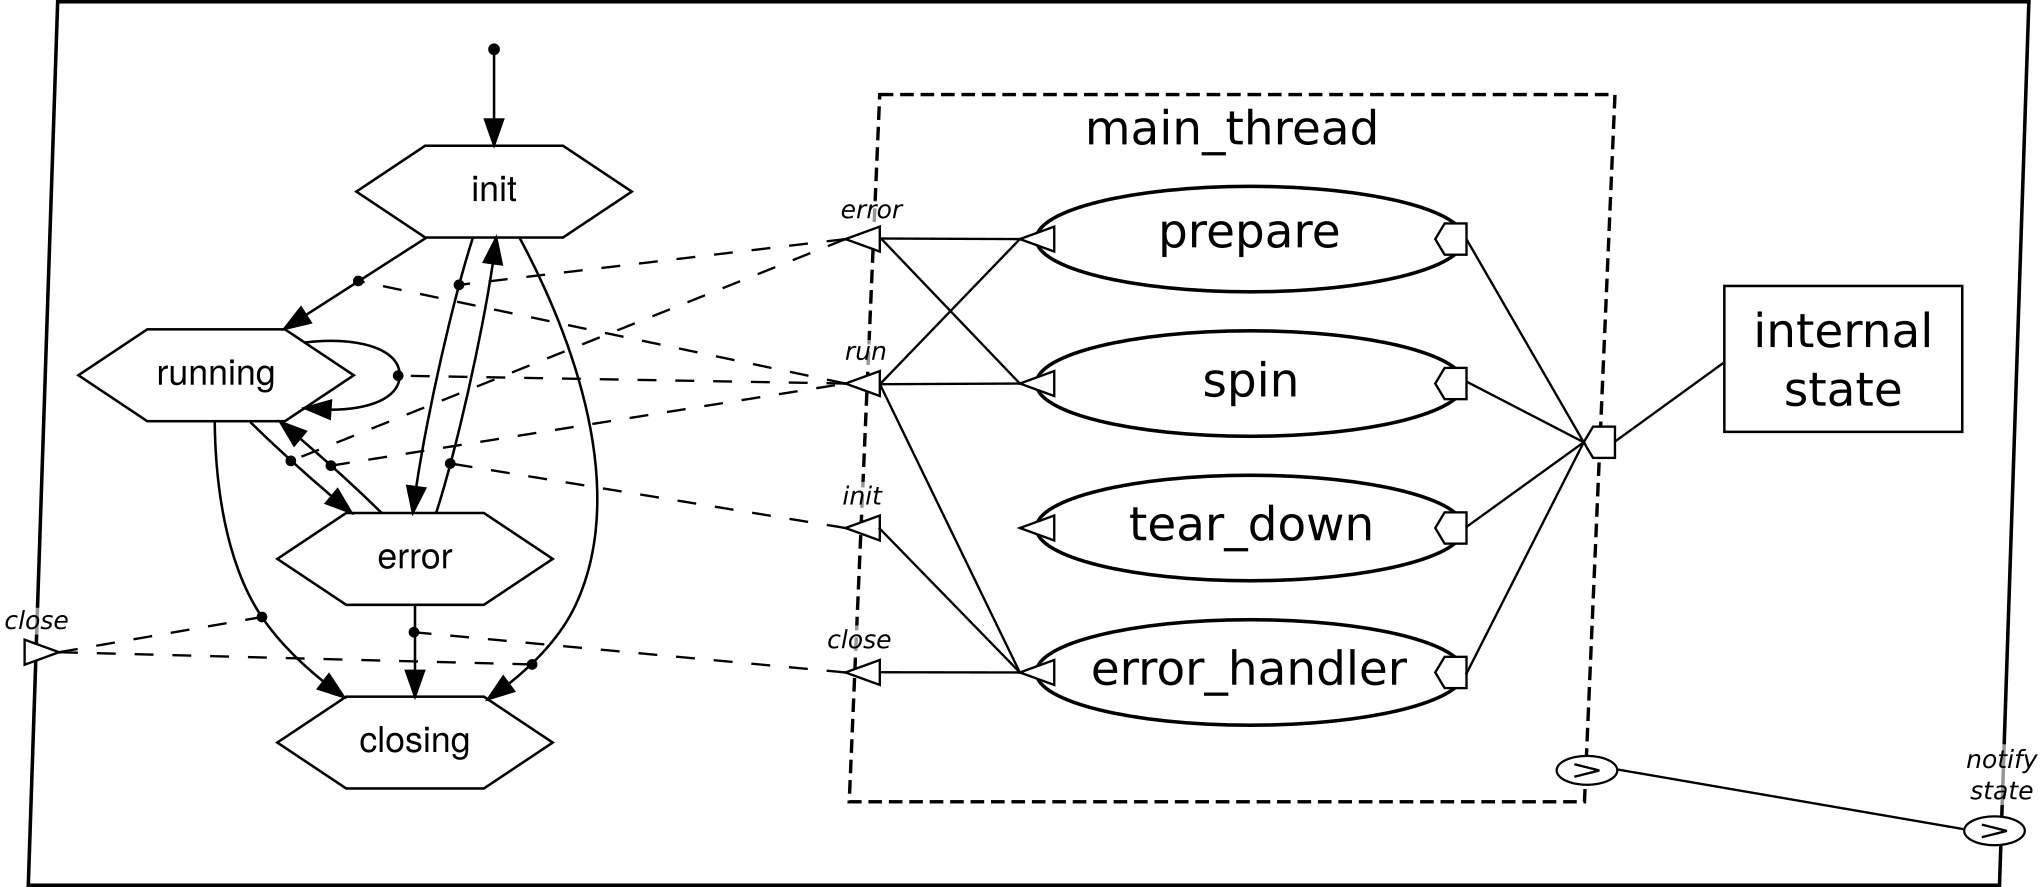 main_thread
init
error
prepare
running
run
spin
internal
state
init
tear_down
error
close
close
error_handler
closing
notify
state